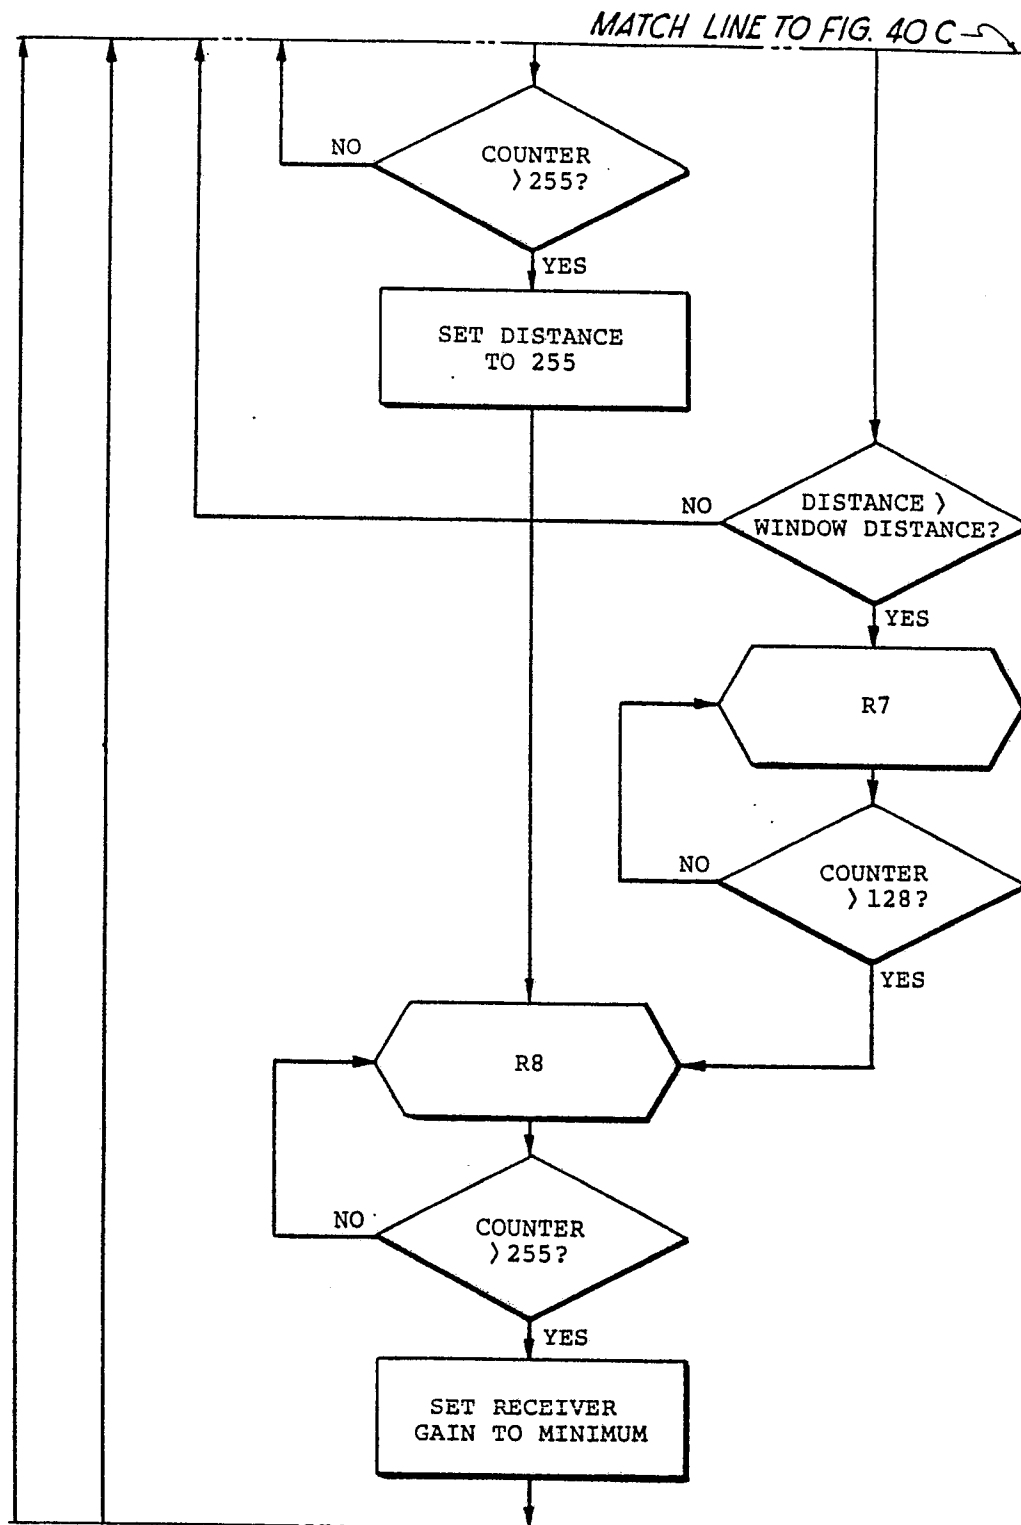 MATCH LINE TO FIG. 40 C
NO
COUNTER
> 255?
YES
SET DISTANCE
TO 255
NO
DISTANCE >
WINDOW DISTANCE?
YES
R7
NO
COUNTER
> 128?
YES
R8
NO
COUNTER
> 255?
YES
SET RECEIVER
GAIN TO MINIMUM